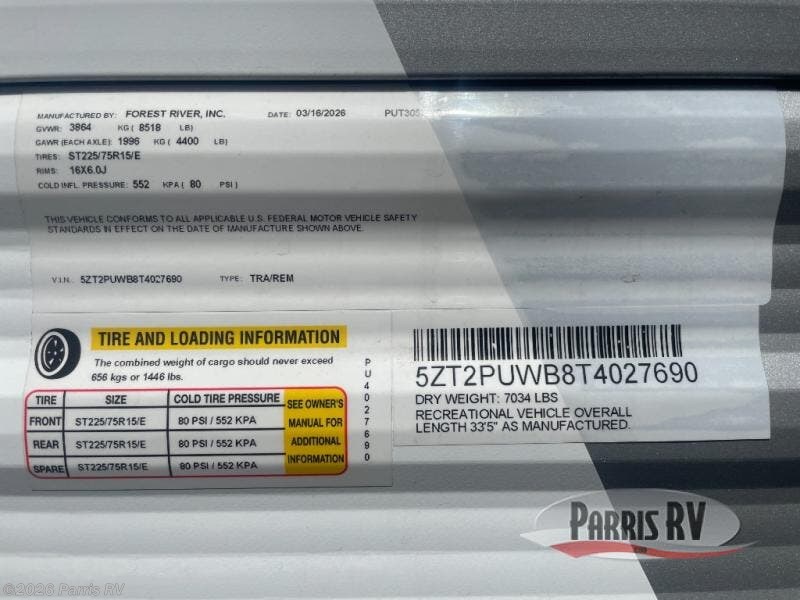 MANUFACTURED BY: FOREST RIVER, INC. DATE: 03/16/2026 PUT305
GVWR: 3864 KG ( 8518 LB)
GAWR (EACH AXLE): 1996 KG ( 4400 LB)
TIRES: ST225/75R15/E
RIMS: 16X6.0J
COLD INFL. PRESSURE: 552 KPA ( 80 PSI )
THIS VEHICLE CONFORMS TO ALL APPLICABLE U.S. FEDERAL MOTOR VEHICLE SAFETY
STANDARDS IN EFFECT ON THE DATE OF MANUFACTURE SHOWN ABOVE.
V.I.N. 5ZT2PUWB8T4027690 TYPE: TRA/REM
TIRE AND LOADING INFORMATION
The combined weight of cargo should never exceed
656 kgs or 1446 lbs.
TIRE SIZE COLD TIRE PRESSURE
FRONT ST225/75R15/E 80 PSI / 552 KPA
REAR ST225/75R15/E 80 PSI / 552 KPA
SPARE ST225/75R15/E 80 PSI / 552 KPA
SEE OWNER'S
MANUAL FOR
ADDITIONAL
INFORMATION
PU4027690
5ZT2PUWB8T4027690
DRY WEIGHT: 7034 LBS
RECREATIONAL VEHICLE OVERALL
LENGTH 33'5" AS MANUFACTURED.
PARRIS RV
©2026 Parris RV